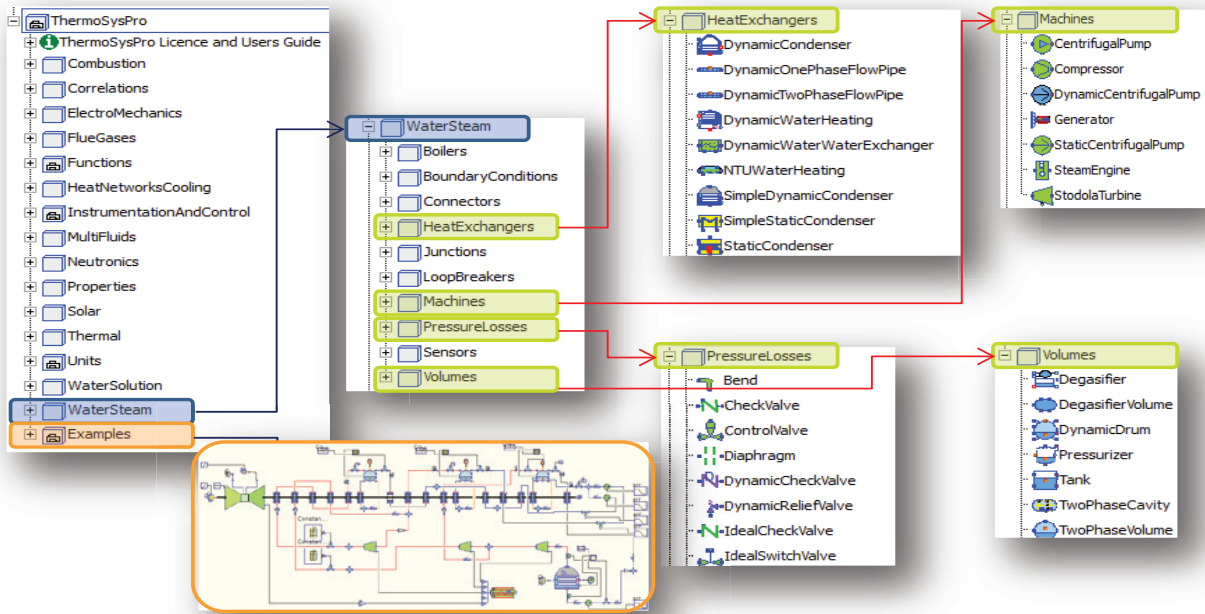 ThermoSysPro
ThermoSysPro Licence and Users Guide
Combustion
Correlations
ElectroMechanics
FlueGases
Functions
HeatNetworksCooling
InstrumentationAndControl
MultiFluids
Neutronics
Properties
Solar
Thermal
Units
WaterSolution
WaterSteam
Examples
WaterSteam
Boilers
BoundaryConditions
Connectors
HeatExchangers
Junctions
LoopBreakers
Machines
PressureLosses
Sensors
Volumes
HeatExchangers
DynamicCondenser
DynamicOnePhaseFlowPipe
DynamicTwoPhaseFlowPipe
DynamicWaterHeating
DynamicWaterWaterExchanger
NTUWaterHeating
SimpleDynamicCondenser
SimpleStaticCondenser
StaticCondenser
Machines
CentrifugalPump
Compressor
DynamicCentrifugalPump
Generator
StaticCentrifugalPump
SteamEngine
StodolaTurbine
PressureLosses
Bend
CheckValve
ControlValve
Diaphragm
DynamicCheckValve
DynamicReliefValve
IdealCheckValve
IdealSwitchValve
Volumes
Degasifier
DegasifierVolume
DynamicDrum
Pressurizer
Tank
TwoPhaseCavity
TwoPhaseVolume
Constan...
Constan...